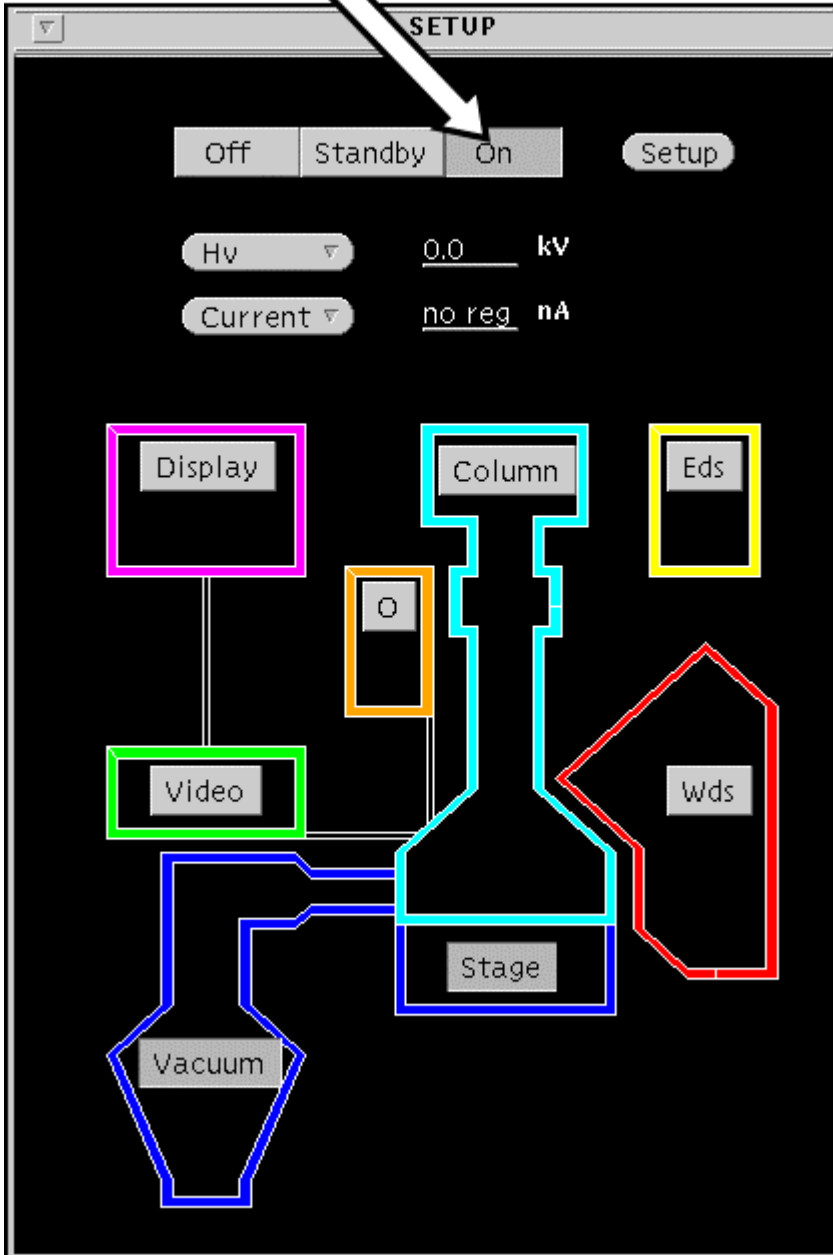 SETUP
Off Standby On Setup
Hv 0.0 kV
Current no reg nA
Display Column Eds
O
Video Wds
Stage
Vacuum